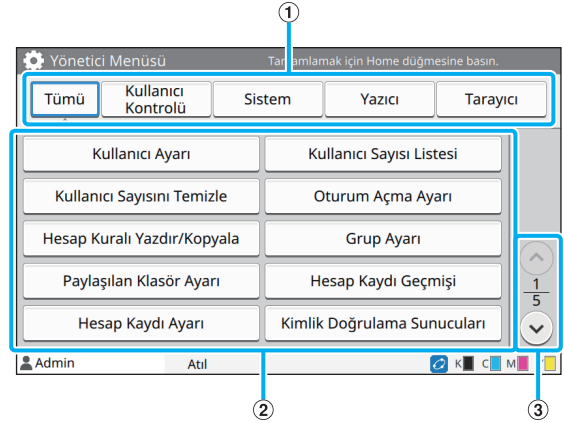 1
Yönetici Menüsü
Tamamlamak için Home düğmesine basın.
Tümü
Kullanıcı
Kontrolü
Sistem
Yazıcı
Tarayıcı
Kullanıcı Ayarı
Kullanıcı Sayısı Listesi
Kullanıcı Sayısını Temizle
Oturum Açma Ayarı
Hesap Kuralı Yazdır/Kopyala
Grup Ayarı
Paylaşılan Klasör Ayarı
Hesap Kaydı Geçmişi
1
5
Hesap Kaydı Ayarı
Kimlik Doğrulama Sunucuları
Admin
Atıl
K C M Y
2
3